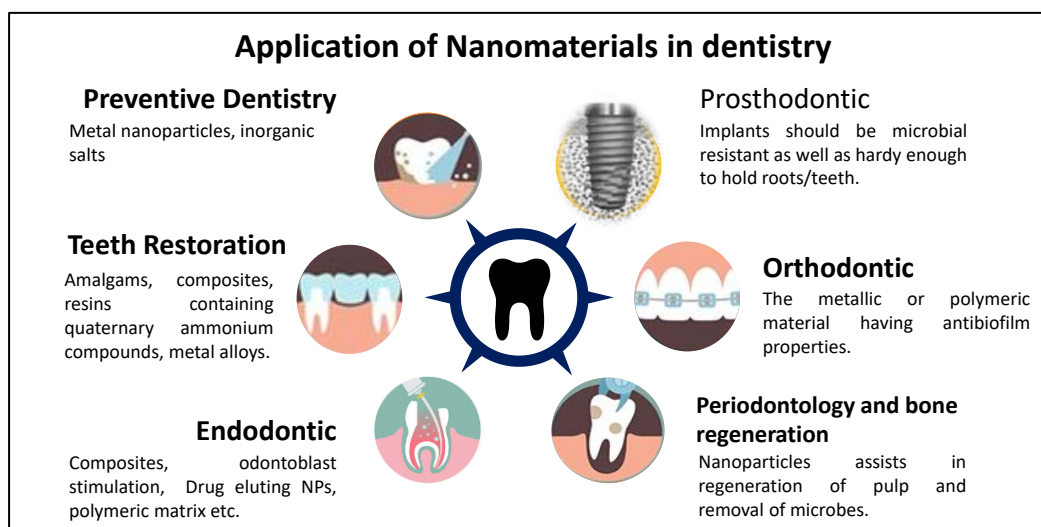 Application of Nanomaterials in dentistry
Preventive Dentistry
Metal nanoparticles, inorganic
salts
Prosthodontic
Implants should be microbial
resistant as well as hardy enough
to hold roots/teeth.
Teeth Restoration
Amalgams, composites,
resins containing
quaternary ammonium
compounds, metal alloys.
Orthodontic
The metallic or polymeric
material having antibiofilm
properties.
Endodontic
Composites, odontoblast
stimulation, Drug eluting NPs,
polymeric matrix etc.
Periodontology and bone
regeneration
Nanoparticles assists in
regeneration of pulp and
removal of microbes.